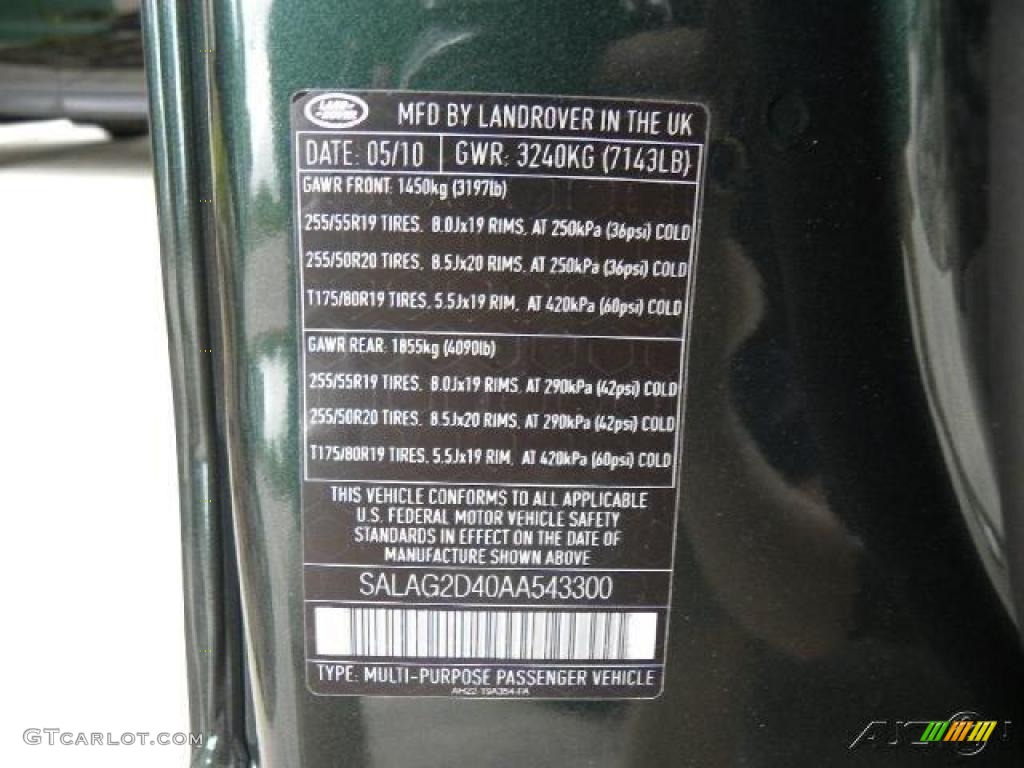 LAND-
ROVER
MFD BY LANDROVER IN THE UK
DATE: 05/10 GWR: 3240KG (7143LB)
GAWR FRONT: 1450kg (3197lb)
255/55R19 TIRES, 8.0Jx19 RIMS, AT 250kPa (36psi) COLD
255/50R20 TIRES, 8.5Jx20 RIMS, AT 250kPa (36psi) COLD
T175/80R19 TIRES, 5.5Jx19 RIM, AT 420kPa (60psi) COLD
GAWR REAR: 1855kg (4090lb)
255/55R19 TIRES, 8.0Jx19 RIMS, AT 290kPa (42psi) COLD
255/50R20 TIRES, 8.5Jx20 RIMS, AT 290kPa (42psi) COLD
T175/80R19 TIRES, 5.5Jx19 RIM, AT 420kPa (60psi) COLD
THIS VEHICLE CONFORMS TO ALL APPLICABLE
U.S. FEDERAL MOTOR VEHICLE SAFETY
STANDARDS IN EFFECT ON THE DATE OF
MANUFACTURE SHOWN ABOVE
SALAG2D40AA543300
TYPE: MULTI-PURPOSE PASSENGER VEHICLE
AH22-19A354-FA
GTCarLot.com